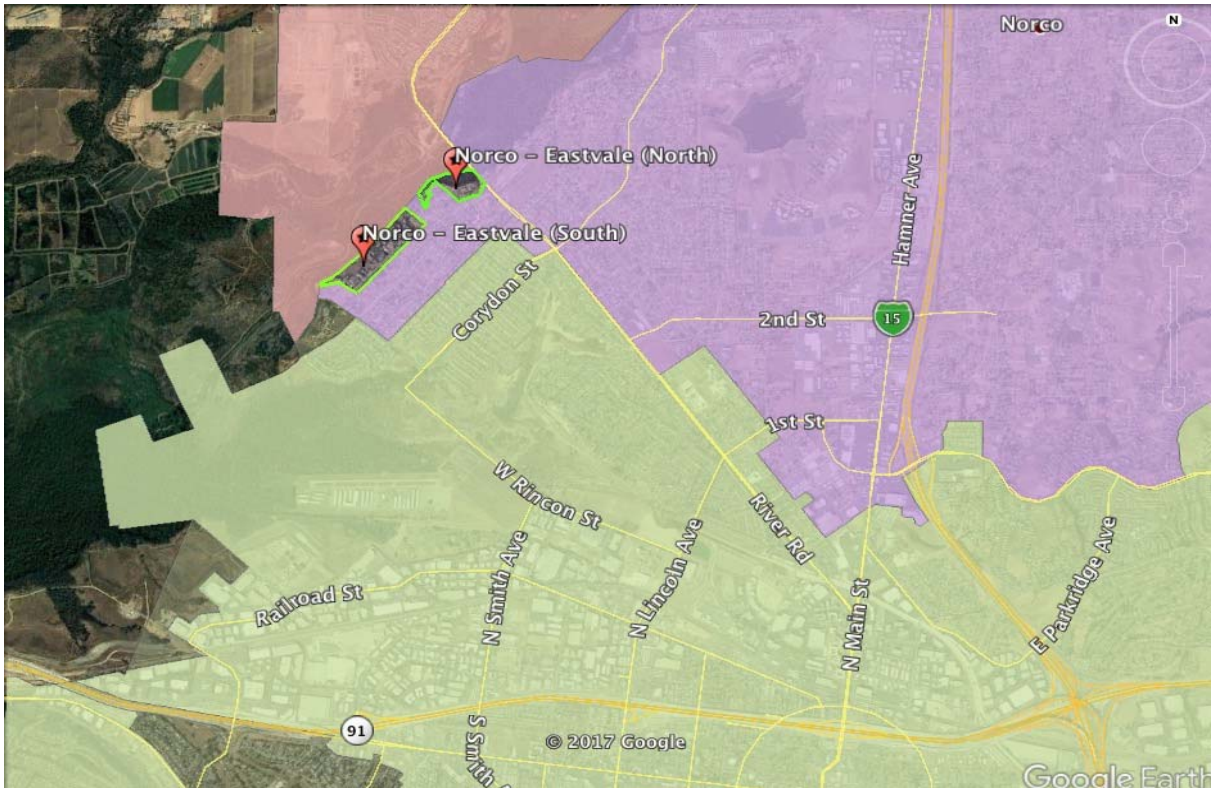 Norco
N
Norco – Eastvale (North)
Norco – Eastvale (South)
Hamner Ave
Corydon St
2nd St
15
1st St
W Rincon St
River Rd
N Smith Ave
N Lincoln Ave
Railroad St
N Main St
E Parkridge Ave
91
S Smith A
© 2017 Google
Google Earth